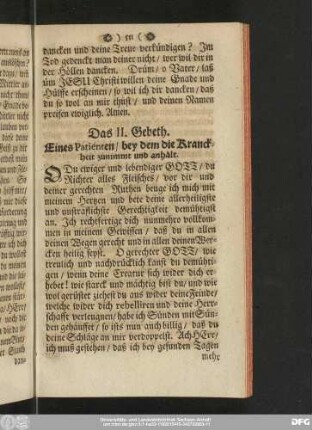 ) 111 (
dancken und deine Treue verkündigen? Im
Tod gedenckt man deiner nicht, wer wil dir in
der Höllen dancken. Drüm/ o Vater/ laß
üm JESU Christi willen deine Gnade und
Hülffe erscheinen/ so wil ich dir dancken/ daß
du so wol an mir thust/ und deinen Namen
preisen ewiglich. Amen.
Das II. Gebeth.
Eines Patienten/ bey dem die Kranck-
heit zunimmt und anhält.
O Du ewiger und lebendiger GOTT/ du
Richter alles Fleisches/ vor dir und
deiner gerechten Ruthen beuge ich mich mit
meinem Hertzen und bete deine allerheiligste
und unsträfflichste Gerechtigkeit demühtigst
an. Ich rechtfertige dich nunmehro vollkom-
men in meinem Gewissen/ daß du in allen
deinen Wegen gerecht und in allen deinen Wer-
cken heilig seyst. O gerechter GOTT/ wie
treulich und nachdrücklich kanst du demühti-
gen/ wenn deine Creatur sich wider dich er-
hebet! wie starck und mächtig bist du/ und wie
wol gerüstet ziehest du aus wider deine Feinde/
welche wider dich rebelliren und deine Herr-
schafft verleugnen/ habe ich Sünden mit Sün-
den gehäuffet/ so ists nun auch billig/ daß du
deine Schläge an mir verdoppelst. Ach HErr/
ich muß gestehen/ daß ich bey gesunden Tagen
mehr